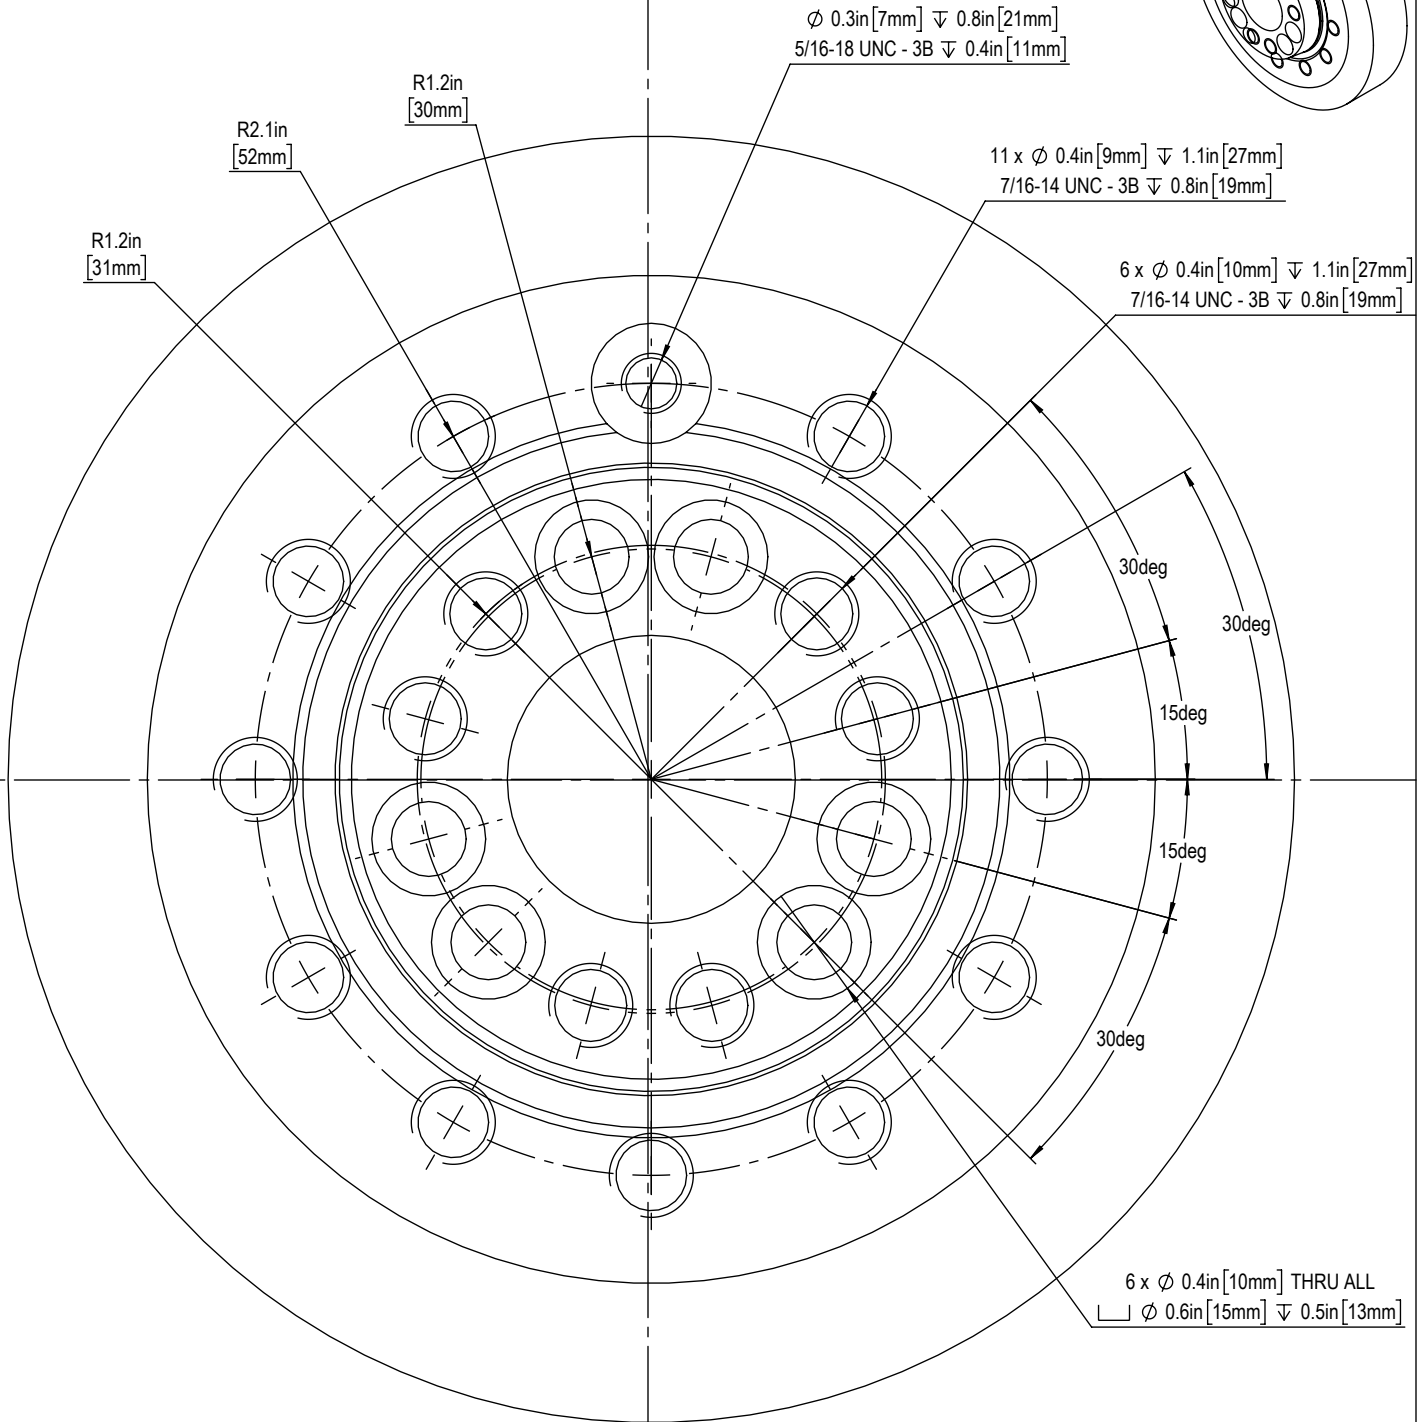 ⌀ 0.3in[7mm] ↧ 0.8in[21mm]
5/16-18 UNC - 3B ↧ 0.4in[11mm]
R1.2in
[30mm]
R2.1in
[52mm]
11 x ⌀ 0.4in[9mm] ↧ 1.1in[27mm]
7/16-14 UNC - 3B ↧ 0.8in[19mm]
R1.2in
[31mm]
6 x ⌀ 0.4in[10mm] ↧ 1.1in[27mm]
7/16-14 UNC - 3B ↧ 0.8in[19mm]
30deg
30deg
15deg
15deg
30deg
6 x ⌀ 0.4in[10mm] THRU ALL
⌴ ⌀ 0.6in[15mm] ↧ 0.5in[13mm]